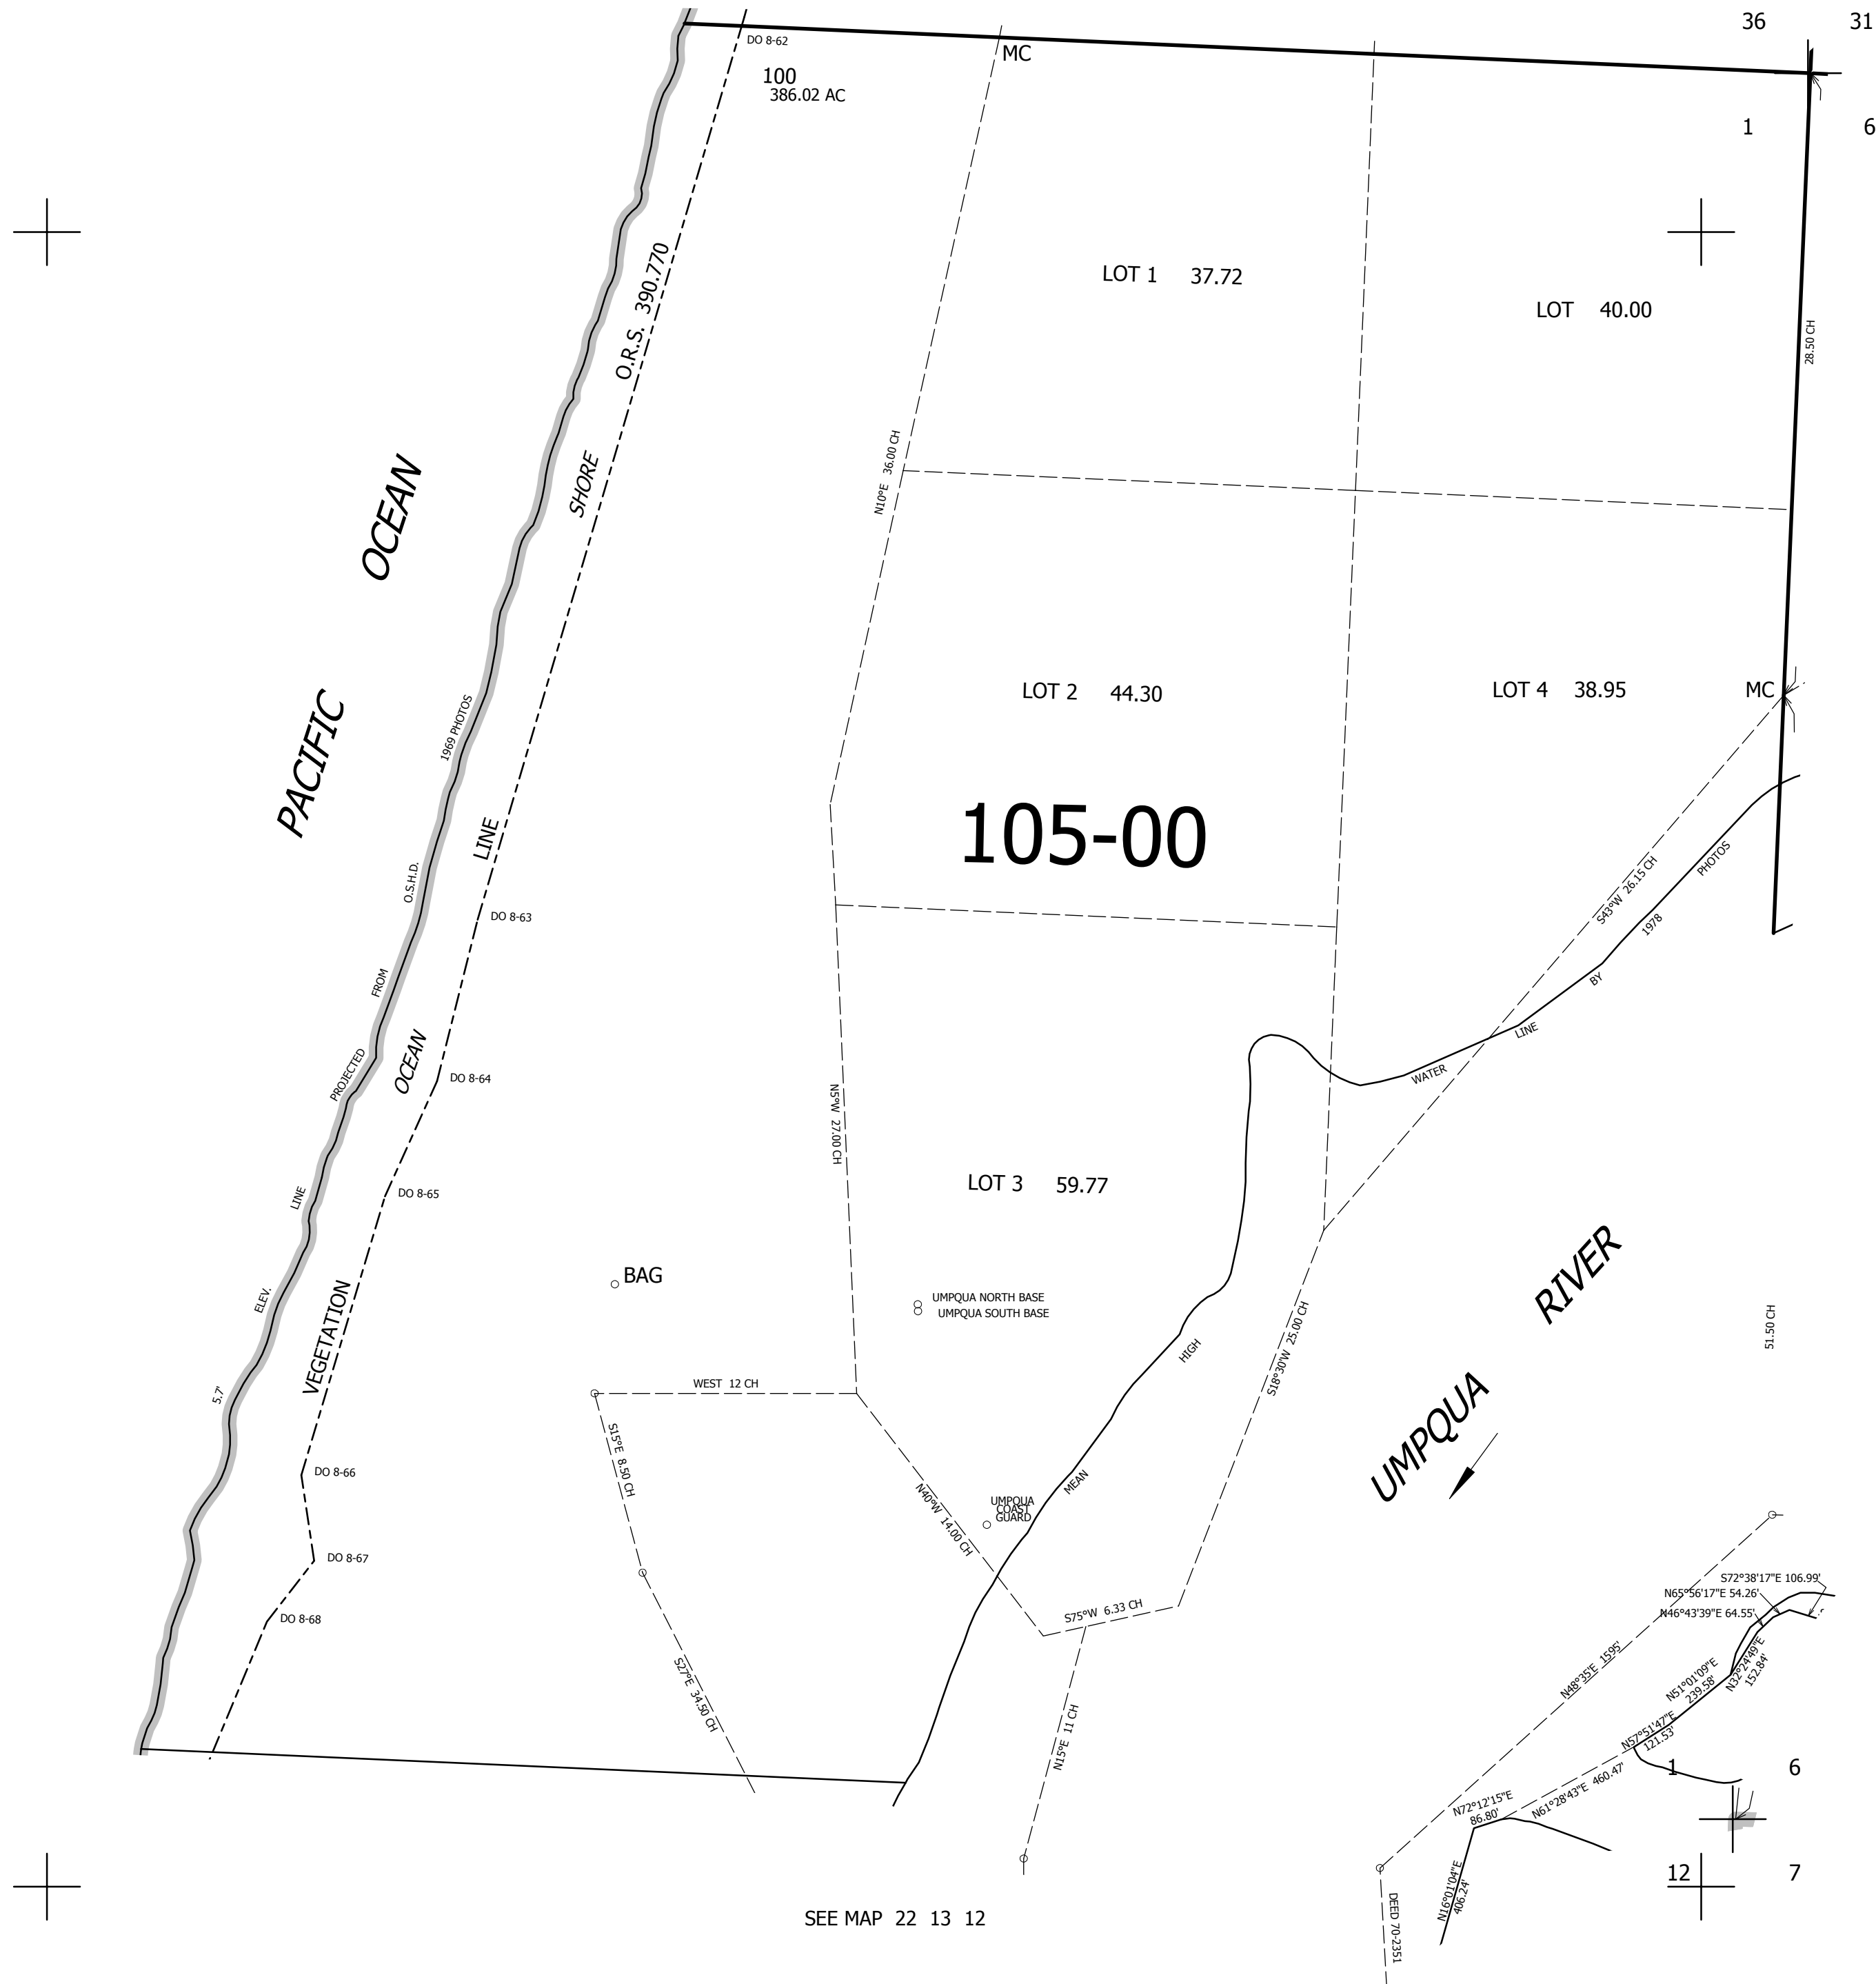 36
31
DO 8-62
MC
100
386.02 AC
1
6
O.R.S. 390.770
LOT 1 37.72
LOT 40.00
28.50 CH
SHORE
N10°E 36.00 CH
PACIFIC OCEAN
1969 PHOTOS
LOT 2 44.30
LOT 4 38.95
MC
105-00
LINE
O.S.H.D.
DO 8-63
S43°W 26.15 CH
PHOTOS
1978
BY
LINE
WATER
FROM
OCEAN
PROJECTED
DO 8-64
N5°W 27.00 CH
LOT 3 59.77
DO 8-65
LINE
BAG
UMPQUA NORTH BASE
UMPQUA SOUTH BASE
ELEV.
VEGETATION
HIGH
S18°30'W 25.00 CH
UMPQUA RIVER
51.50 CH
5.7'
WEST 12 CH
S15°E 8.50 CH
DO 8-66
MEAN
UMPQUA
COAST
GUARD
N40°W 14.00 CH
DO 8-67
DO 8-68
S75°W 6.33 CH
S27°E 34.50 CH
N15°E 11 CH
S72°38'17"E 106.99'
N65°56'17"E 54.26'
N46°43'39"E 64.55'
N48°35'E 1595'
N32°24'49"E
152.84'
N51°01'09"E
239.58'
N57°51'47"E
121.53'
1
6
N61°28'43"E 460.47'
N72°12'15"E
86.80'
12
7
N16°01'04"E
406.24'
DEED 70-2351
SEE MAP 22 13 12